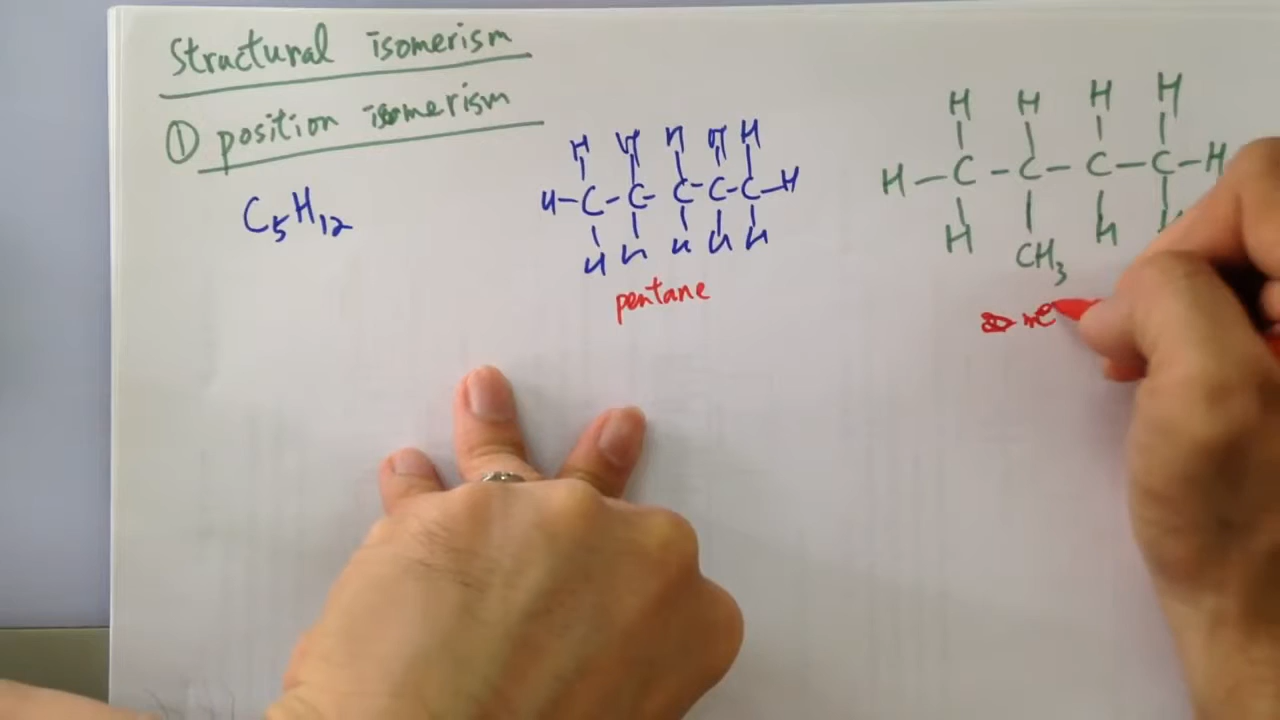 Structural isomerism
① position isomerism
C₅H₁₂
H H H H H
H-C-C-C-C-C-H
H H H H H
pentane
H H H H
H-C-C-C-C-H
H CH₃ H